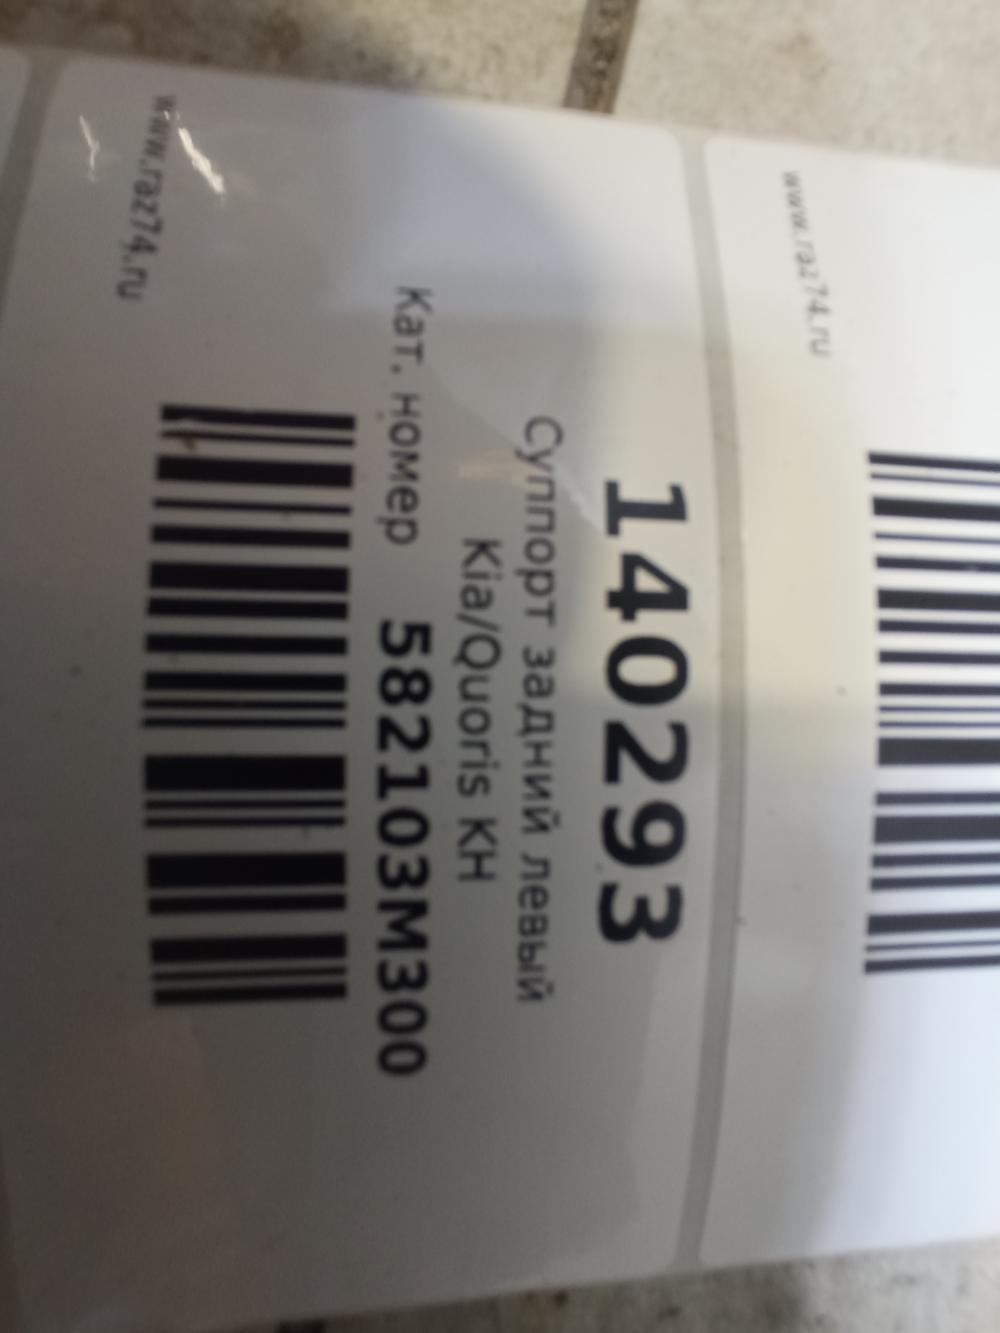 140293
Суппорт задний левый
Kia/Quoris KH
Кат. номер 582103M300
www.raz74.ru
www.raz74.ru